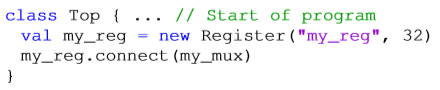 class Top { ... // Start of program
val my_reg = new Register("my_reg", 32)
my_reg.connect(my_mux)
}